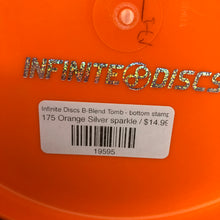 INFINITE DISCS
Infinite Discs B-Blend Tomb - bottom stamp
175 Orange Silver sparkle / $14.99
19595